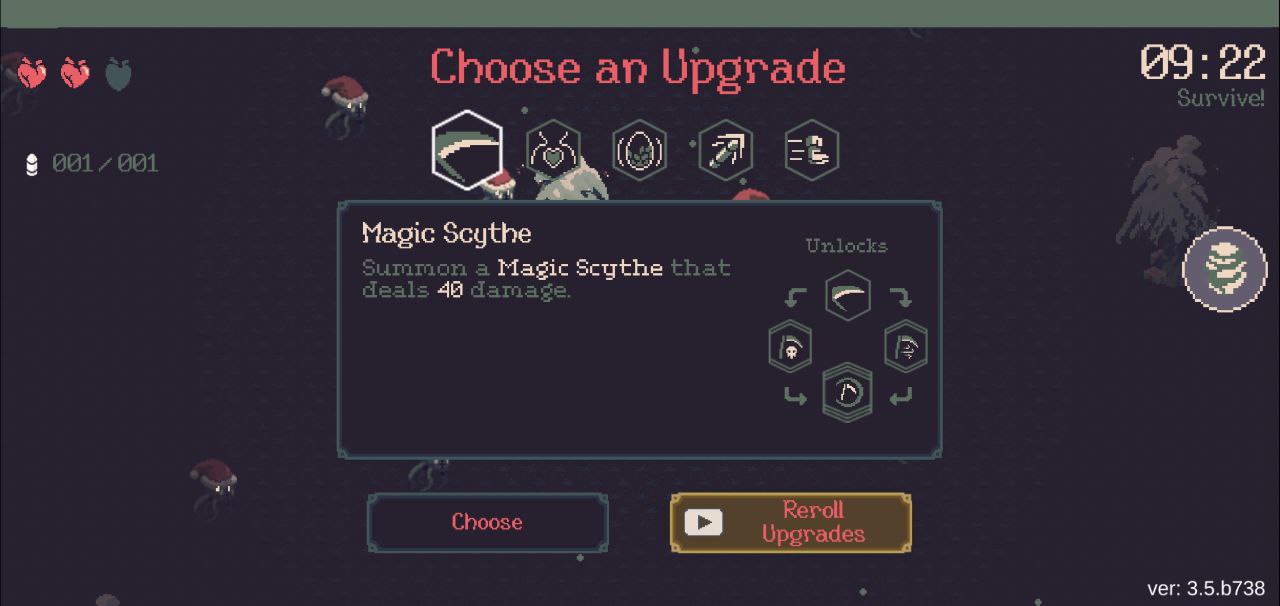 Choose an Upgrade
09:22
Survive!
001/001
Magic Scythe
Summon a Magic Scythe that
deals 40 damage.
Unlocks
Choose
Reroll
Upgrades
ver: 3.5.b738